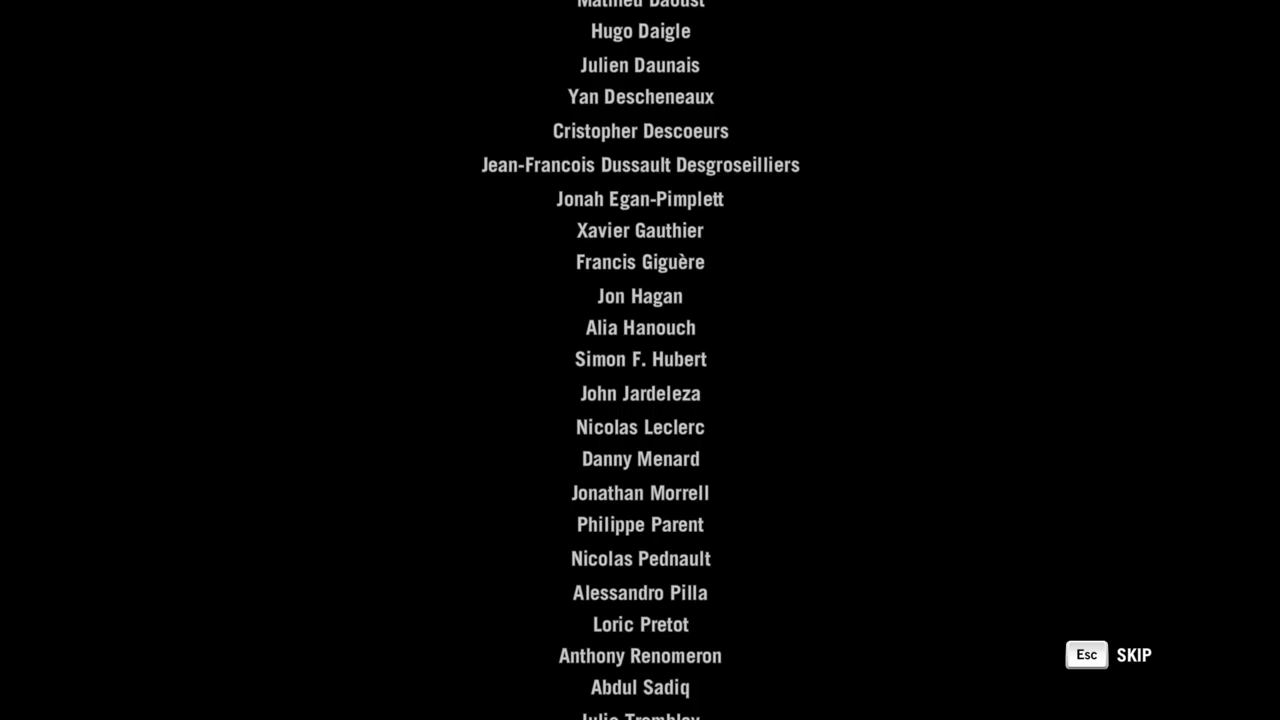 Mathieu Daoust
Hugo Daigle
Julien Daunais
Yan Descheneaux
Cristopher Descoeurs
Jean-Francois Dussault Desgroseilliers
Jonah Egan-Pimplett
Xavier Gauthier
Francis Giguère
Jon Hagan
Alia Hanouch
Simon F. Hubert
John Jardeleza
Nicolas Leclerc
Danny Menard
Jonathan Morrell
Philippe Parent
Nicolas Pednault
Alessandro Pilla
Loric Pretot
Anthony Renomeron
Esc SKIP
Abdul Sadiq